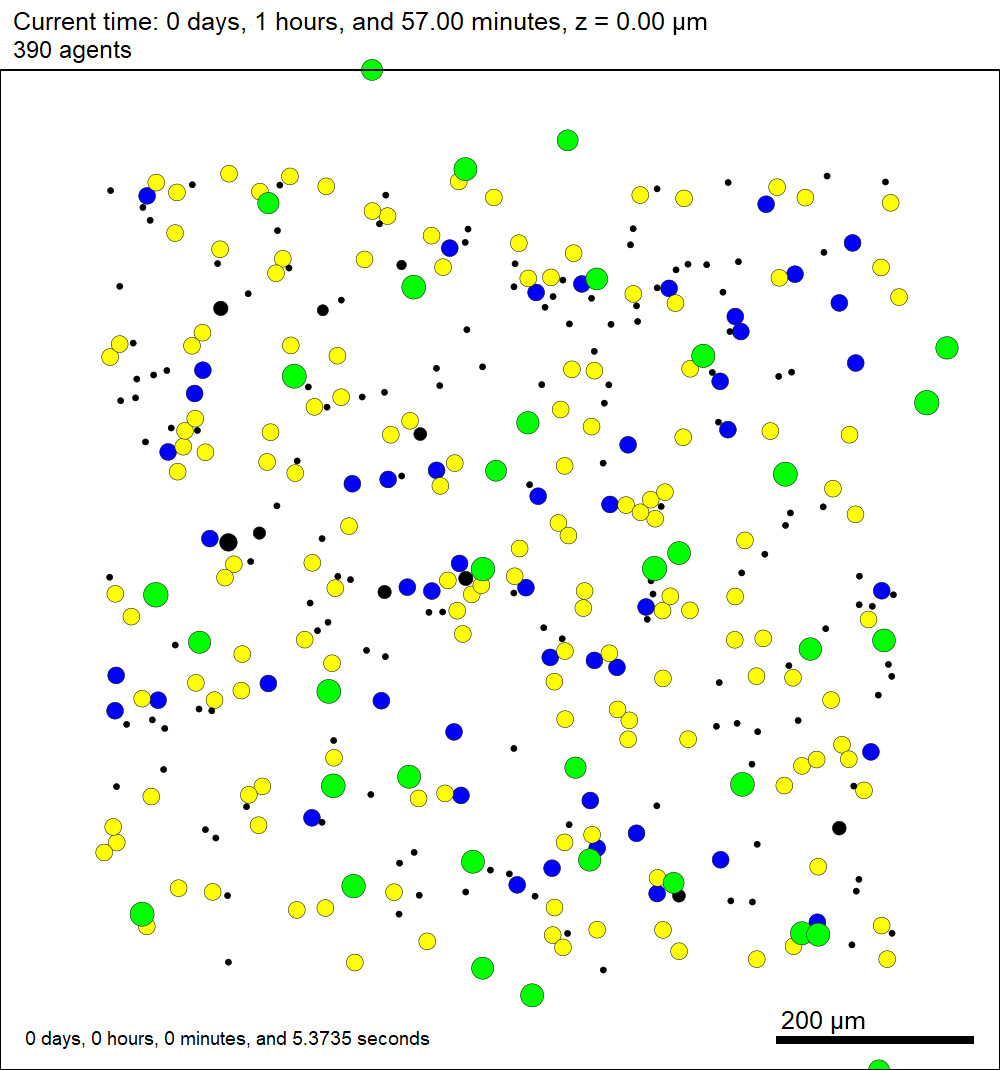 Current time: 0 days, 1 hours, and 57.00 minutes, z = 0.00 µm
390 agents
200 µm
0 days, 0 hours, 0 minutes, and 5.3735 seconds